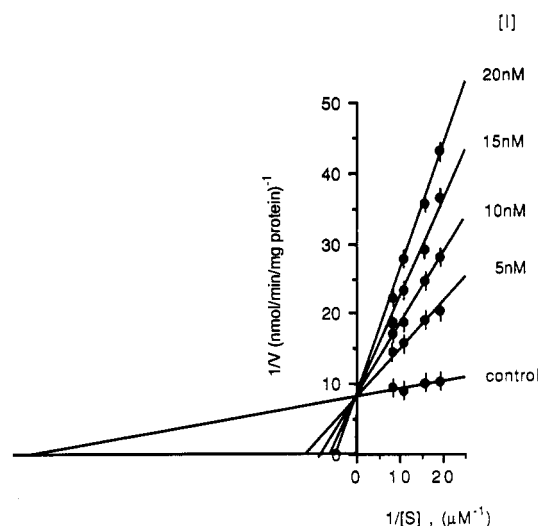 [I]
20nM
15nM
10nM
5nM
control
1/V (nmol/min/mg protein)⁻¹
50
40
30
20
10
0
0
10
20
1/[S] , (μM⁻¹)